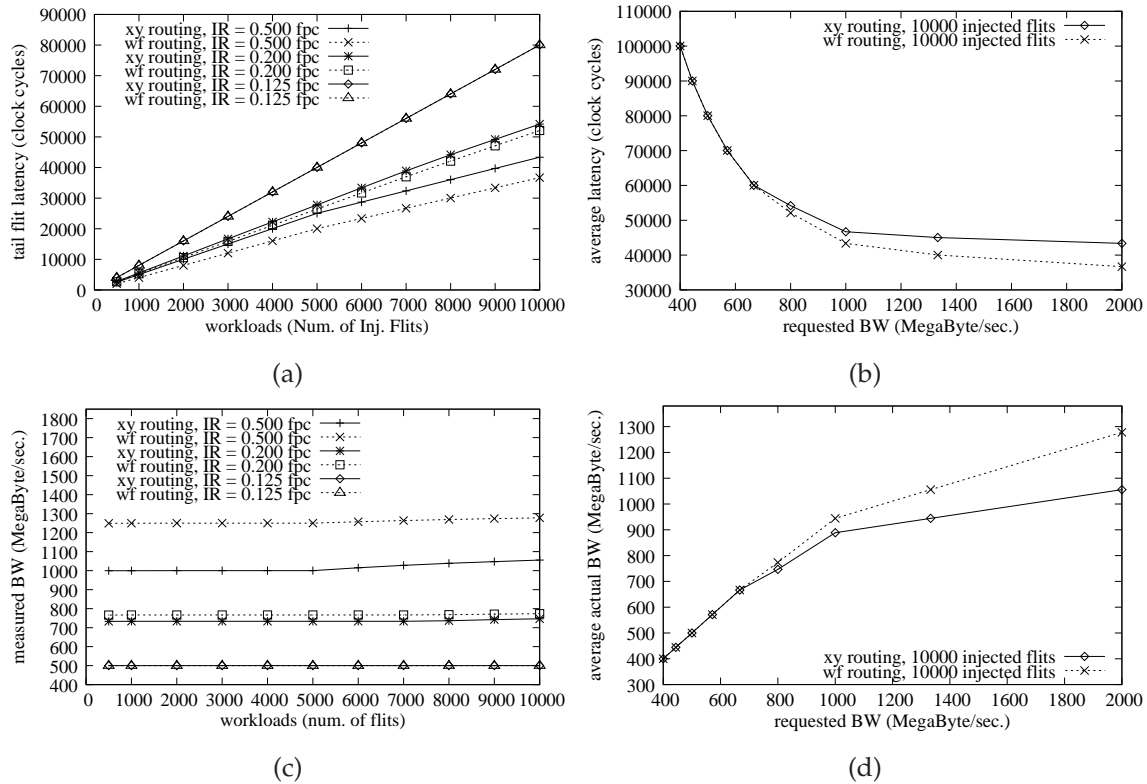 90000
80000
70000
60000
50000
40000
30000
20000
10000
0
tail flit latency (clock cycles)
xy routing, IR = 0.500 fpc
wf routing, IR = 0.500 fpc
xy routing, IR = 0.200 fpc
wf routing, IR = 0.200 fpc
xy routing, IR = 0.125 fpc
wf routing, IR = 0.125 fpc
0 1000 2000 3000 4000 5000 6000 7000 8000 9000 10000
workloads (Num. of Inj. Flits)
(a)
110000
100000
90000
80000
70000
60000
50000
40000
30000
average latency (clock cycles)
xy routing, 10000 injected flits
wf routing, 10000 injected flits
400 600 800 1000 1200 1400 1600 1800 2000
requested BW (MegaByte/sec.)
(b)
1800
1700
1600
1500
1400
1300
1200
1100
1000
900
800
700
600
500
400
measured BW (MegaByte/sec.)
xy routing, IR = 0.500 fpc
wf routing, IR = 0.500 fpc
xy routing, IR = 0.200 fpc
wf routing, IR = 0.200 fpc
xy routing, IR = 0.125 fpc
wf routing, IR = 0.125 fpc
0 1000 2000 3000 4000 5000 6000 7000 8000 9000 10000
workloads (num. of flits)
(c)
1300
1200
1100
1000
900
800
700
600
500
400
300
average actual BW (MegaByte/sec.)
xy routing, 10000 injected flits
wf routing, 10000 injected flits
400 600 800 1000 1200 1400 1600 1800 2000
requested BW (MegaByte/sec.)
(d)